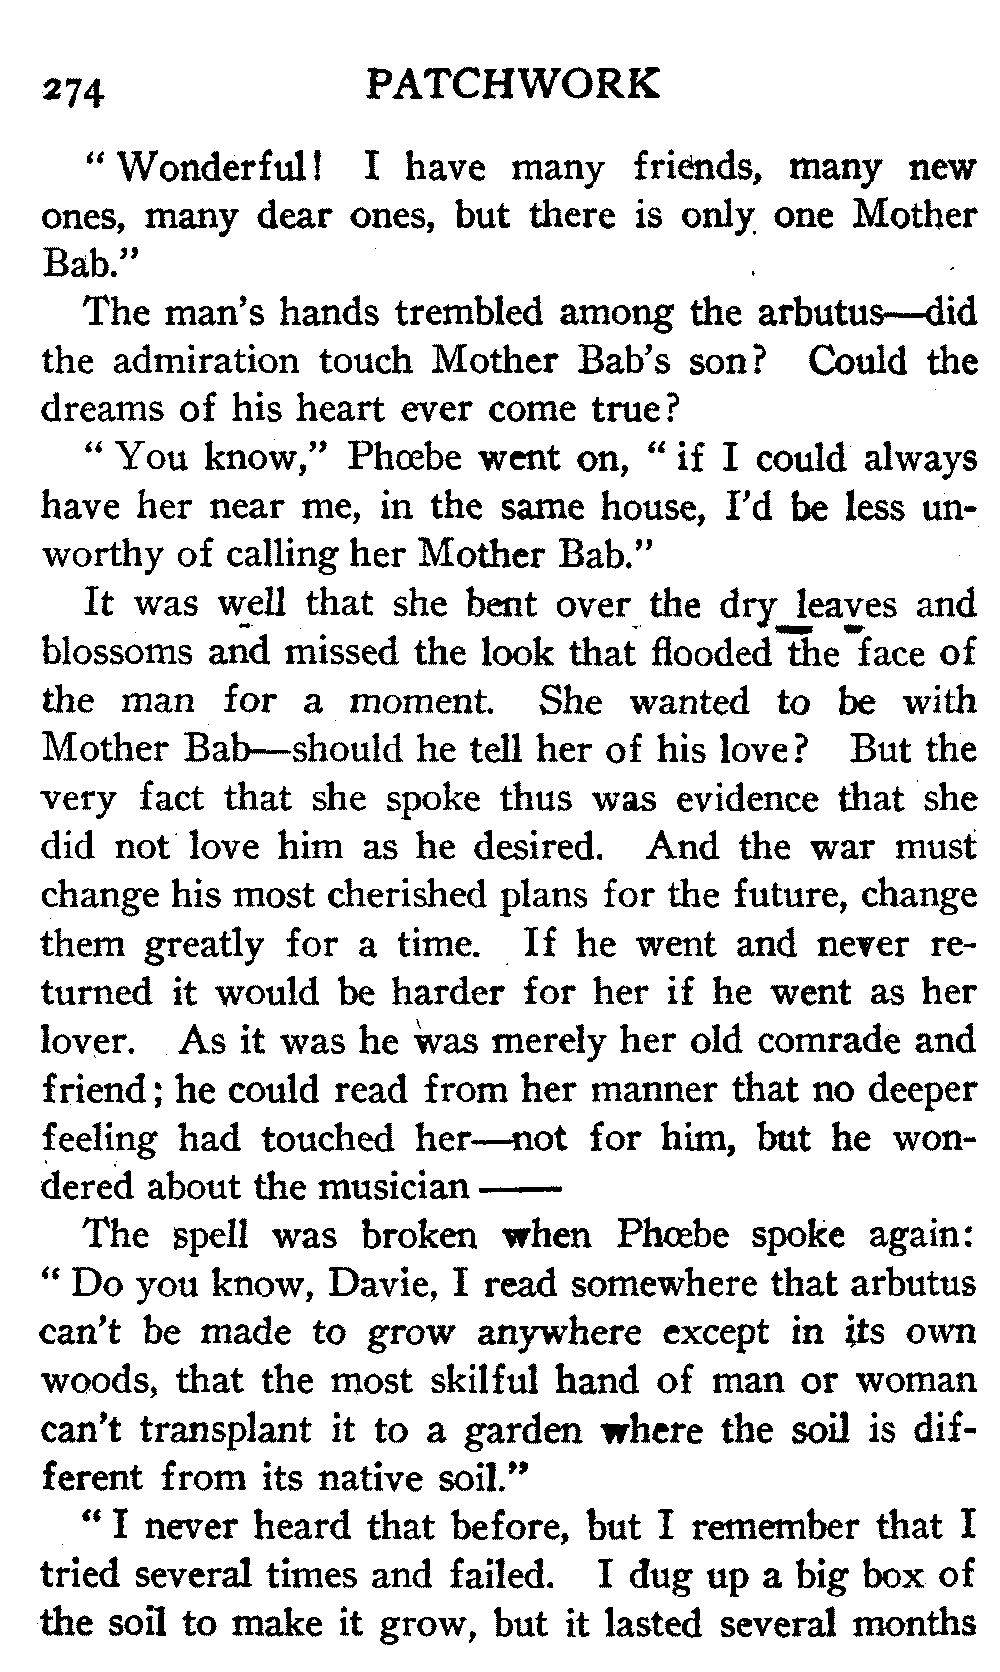 274 PATCHWORK
“ Wonderful! I have many friends, many new
ones, many dear ones, but there is only one Mother
Bab.”
The man’s hands trembled among the arbutus—did
the admiration touch Mother Bab’s son? Could the
dreams of his heart ever come true?
“ You know,” Phœbe went on, “ if I could always
have her near me, in the same house, I’d be less un-
worthy of calling her Mother Bab.”
It was well that she bent over the dry leaves and
blossoms and missed the look that flooded the face of
the man for a moment. She wanted to be with
Mother Bab—should he tell her of his love? But the
very fact that she spoke thus was evidence that she
did not love him as he desired. And the war must
change his most cherished plans for the future, change
them greatly for a time. If he went and never re-
turned it would be harder for her if he went as her
lover. As it was he was merely her old comrade and
friend; he could read from her manner that no deeper
feeling had touched her—not for him, but he won-
dered about the musician ——
The spell was broken when Phœbe spoke again:
“ Do you know, Davie, I read somewhere that arbutus
can’t be made to grow anywhere except in its own
woods, that the most skilful hand of man or woman
can’t transplant it to a garden where the soil is dif-
ferent from its native soil.”
“ I never heard that before, but I remember that I
tried several times and failed. I dug up a big box of
the soil to make it grow, but it lasted several months